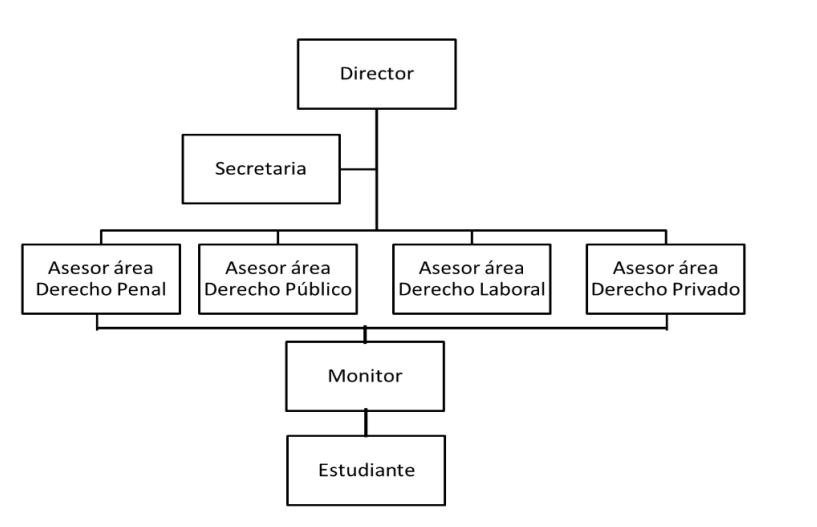 Director
Secretaria
Asesor área
Derecho Penal
Asesor área
Derecho Público
Asesor área
Derecho Laboral
Asesor área
Derecho Privado
Monitor
Estudiante